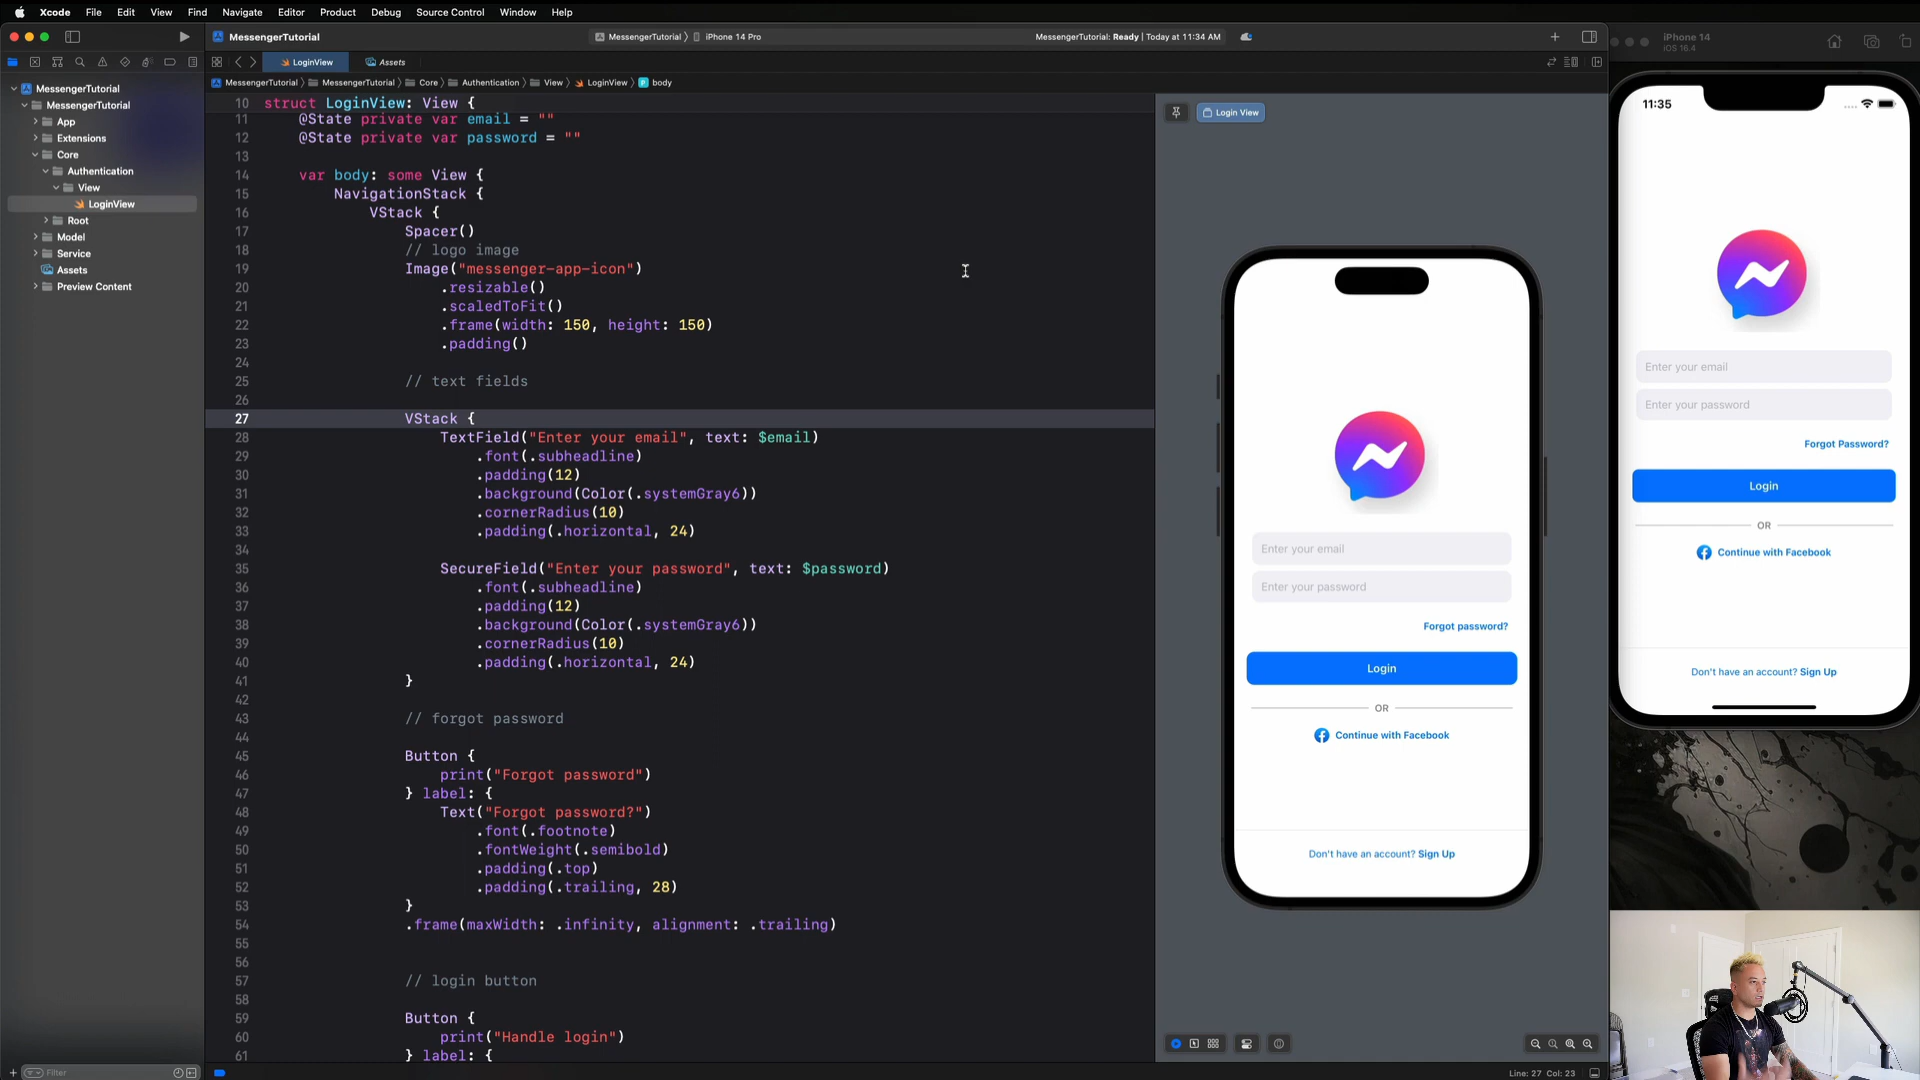 Xcode File Edit View Find Navigate Editor Product Debug Source Control Window Help
MessengerTutorial
MessengerTutorial
iPhone 14 Pro
MessengerTutorial: Ready | Today at 11:34 AM
LoginView
Assets
MessengerTutorial
MessengerTutorial
Core
Authentication
View
LoginView
body
MessengerTutorial
MessengerTutorial
App
Extensions
Core
Authentication
View
LoginView
Root
Model
Service
Assets
Preview Content
Filter
10 struct LoginView: View {
11 @State private var email = ""
12 @State private var password = ""
13
14 var body: some View {
15 NavigationStack {
16 VStack {
17 Spacer()
18 // logo image
19 Image("messenger-app-icon")
20 .resizable()
21 .scaledToFit()
22 .frame(width: 150, height: 150)
23 .padding()
24
25 // text fields
26
27 VStack {
28 TextField("Enter your email", text: $email)
29 .font(.subheadline)
30 .padding(12)
31 .background(Color(.systemGray6))
32 .cornerRadius(10)
33 .padding(.horizontal, 24)
34
35 SecureField("Enter your password", text: $password)
36 .font(.subheadline)
37 .padding(12)
38 .background(Color(.systemGray6))
39 .cornerRadius(10)
40 .padding(.horizontal, 24)
41 }
42
43 // forgot password
44
45 Button {
46 print("Forgot password")
47 } label: {
48 Text("Forgot password?")
49 .font(.footnote)
50 .fontWeight(.semibold)
51 .padding(.top)
52 .padding(.trailing, 28)
53 }
54 .frame(maxWidth: .infinity, alignment: .trailing)
55
56
57 // login button
58
59 Button {
60 print("Handle login")
61 } label: {
Line: 27 Col: 23
Login View
Enter your email
Enter your password
Forgot password?
Login
OR
Continue with Facebook
Don't have an account? Sign Up
iPhone 14
iOS 16.4
11:35
Enter your email
Enter your password
Forgot Password?
Login
OR
Continue with Facebook
Don't have an account? Sign Up